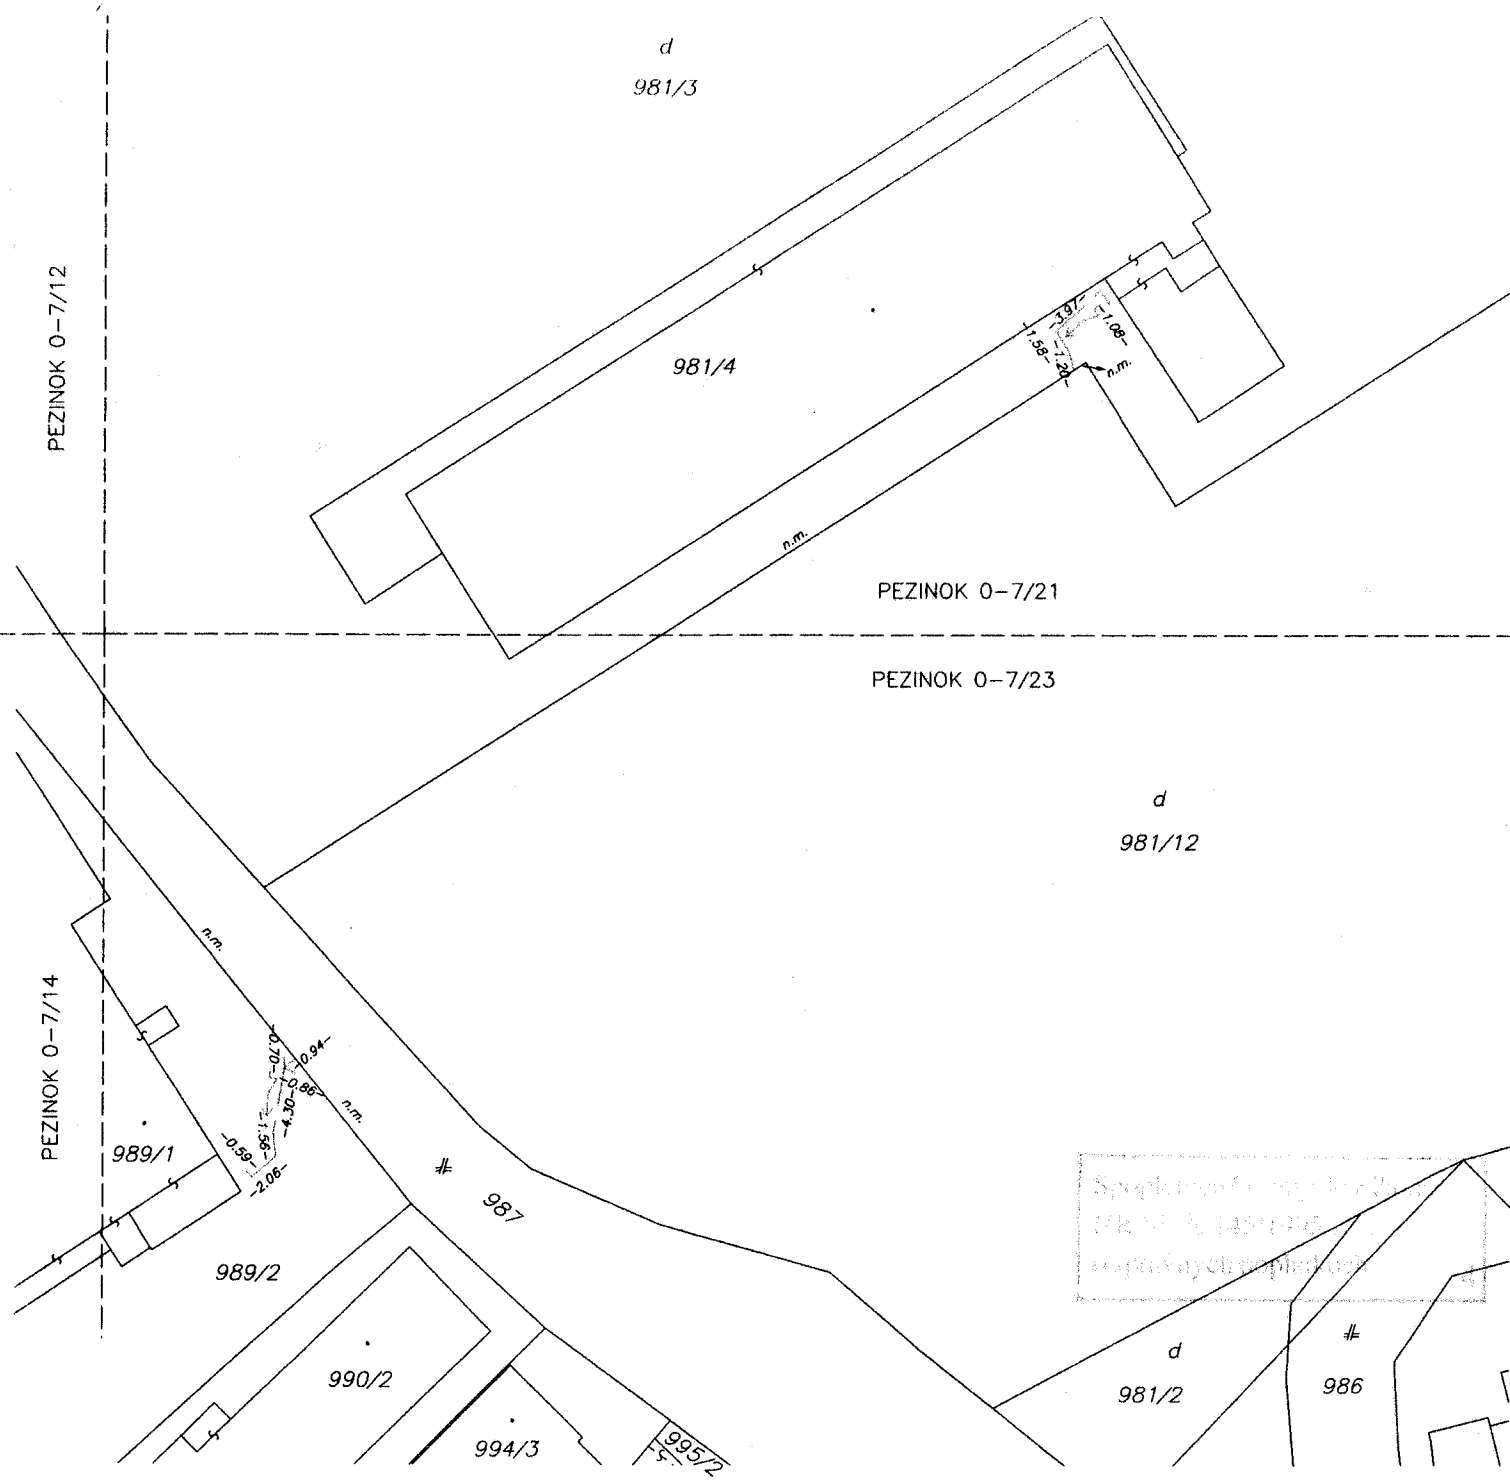 d
981/3
PEZINOK 0-7/12
-3.97-
-1.08-
-1.58-
-1.20-
n.m.
981/4
n.m.
PEZINOK 0-7/21
PEZINOK 0-7/23
d
981/12
n.m.
PEZINOK 0-7/14
-0.70-
-0.94-
-0.86-
-4.30-
n.m.
-1.56-
-0.59-
-2.06-
989/1
987
989/2
d
981/2
986
990/2
994/3
995/2